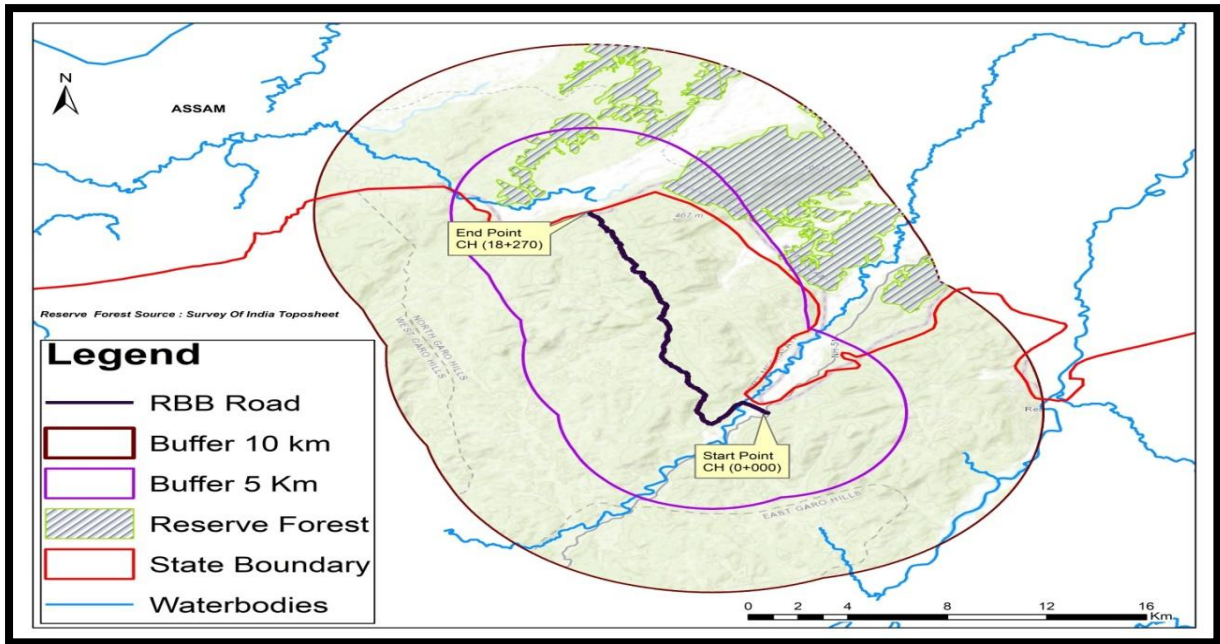 N
ASSAM
467 m
End Point
CH (18+270)
Reserve Forest Source : Survey Of India Toposheet
NORTH GARO HILLS
WEST GARO HILLS
Legend
RBB Road
Buffer 10 km
Buffer 5 Km
Reserve Forest
State Boundary
Waterbodies
Start Point
CH (0+000)
EAST GARO HILLS
0 2 4 8 12 16
Km